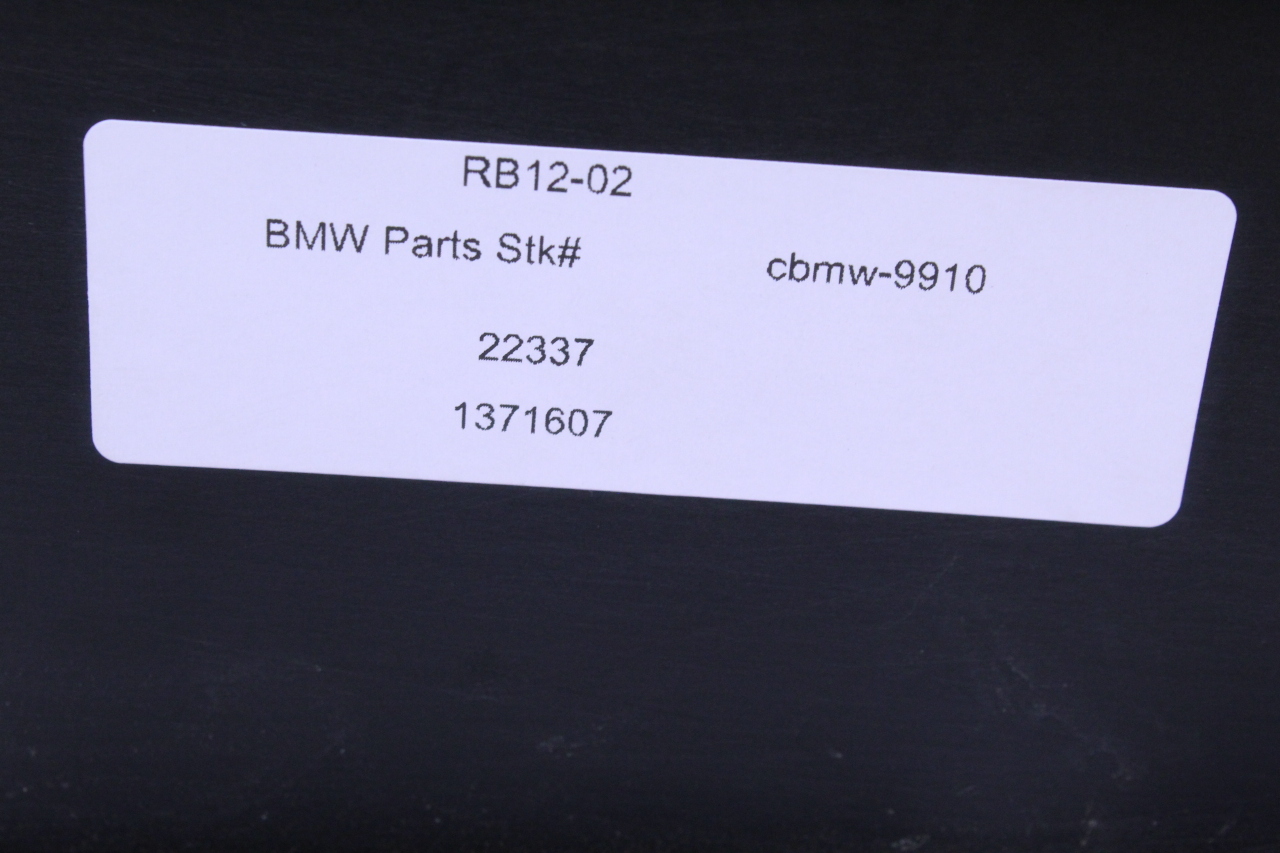 RB12-02
BMW Parts Stk# cbmw-9910
22337
1371607